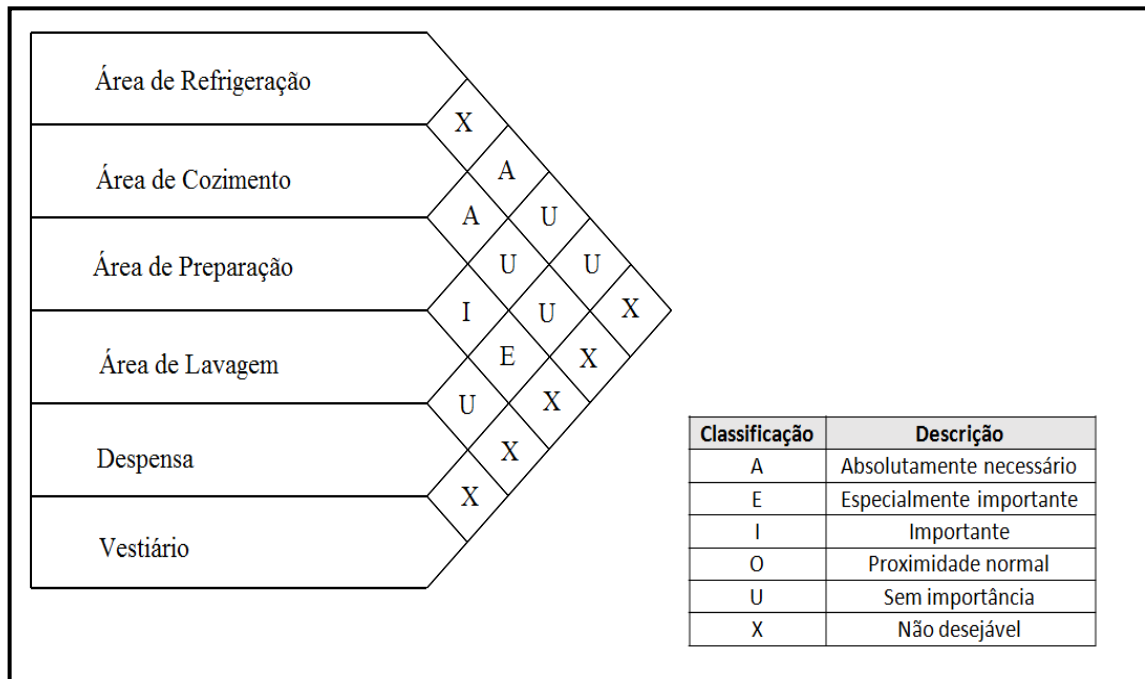 Área de Refrigeração
X
Área de Cozimento
A
A
U
Área de Preparação
U
U
I
U
X
Área de Lavagem
E
X
U
X
Despensa
X
X
Vestiário
Classificação Descrição
A Absolutamente necessário
E Especialmente importante
I Importante
O Proximidade normal
U Sem importância
X Não desejável